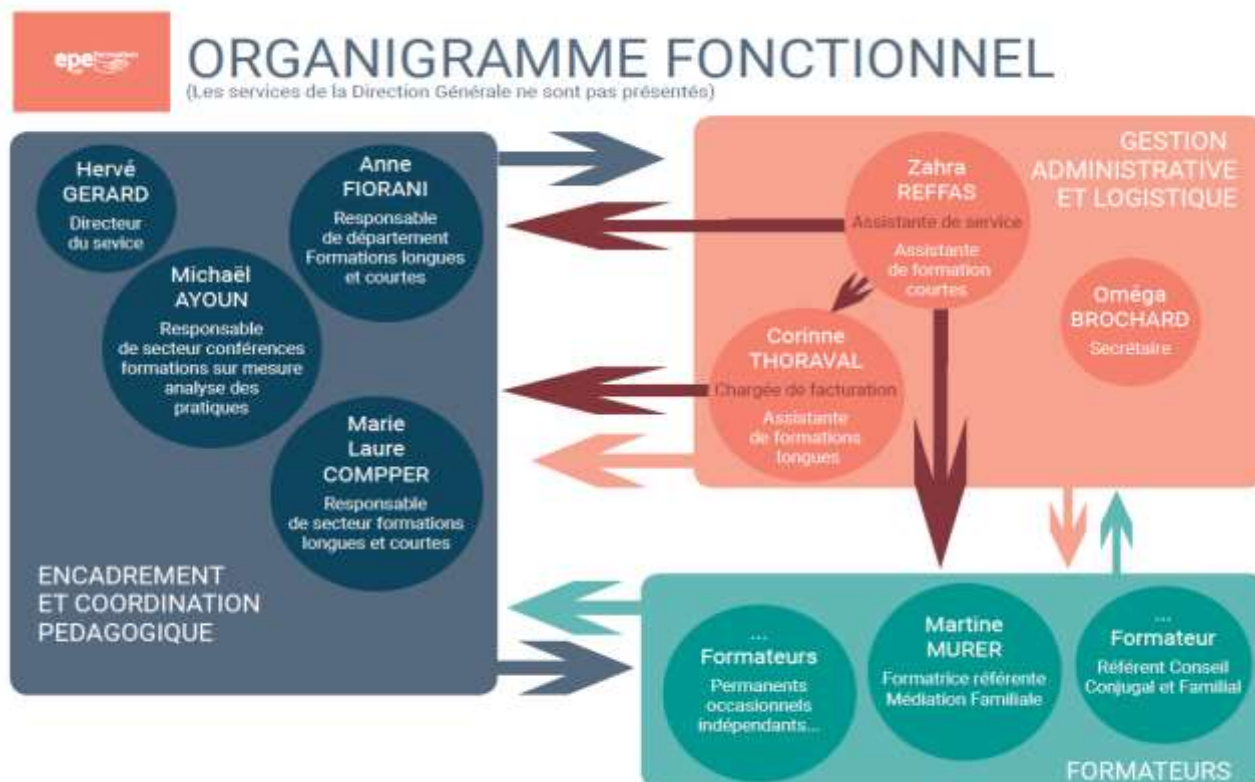 epe
ORGANIGRAMME FONCTIONNEL
(Les services de la Direction Générale ne sont pas présentés)
Hervé
GERARD
Directeur
du sevice
Anne
FIORANI
Responsable
de département
Formations longues
et courtes
Michaël
AYOUN
Responsable
de secteur conférences
formations sur mesure
analyse des
pratiques
Marie
Laure
COMPPER
Responsable
de secteur formations
longues et courtes
ENCADREMENT
ET COORDINATION
PEDAGOGIQUE
GESTION
ADMINISTRATIVE
ET LOGISTIQUE
Zahra
REFFAS
Assistante de service
Assistante
de formation
courtes
Oméga
BROCHARD
Secrétaire
Corinne
THORAVAL
Chargée de facturation
Assistante
de formations
longues
...
Formateurs
Permanents
occasionnels
indépendants...
Martine
MURER
Formatrice référente
Médiation Familiale
...
Formateur
Référent Conseil
Conjugal et Familial
FORMATEURS